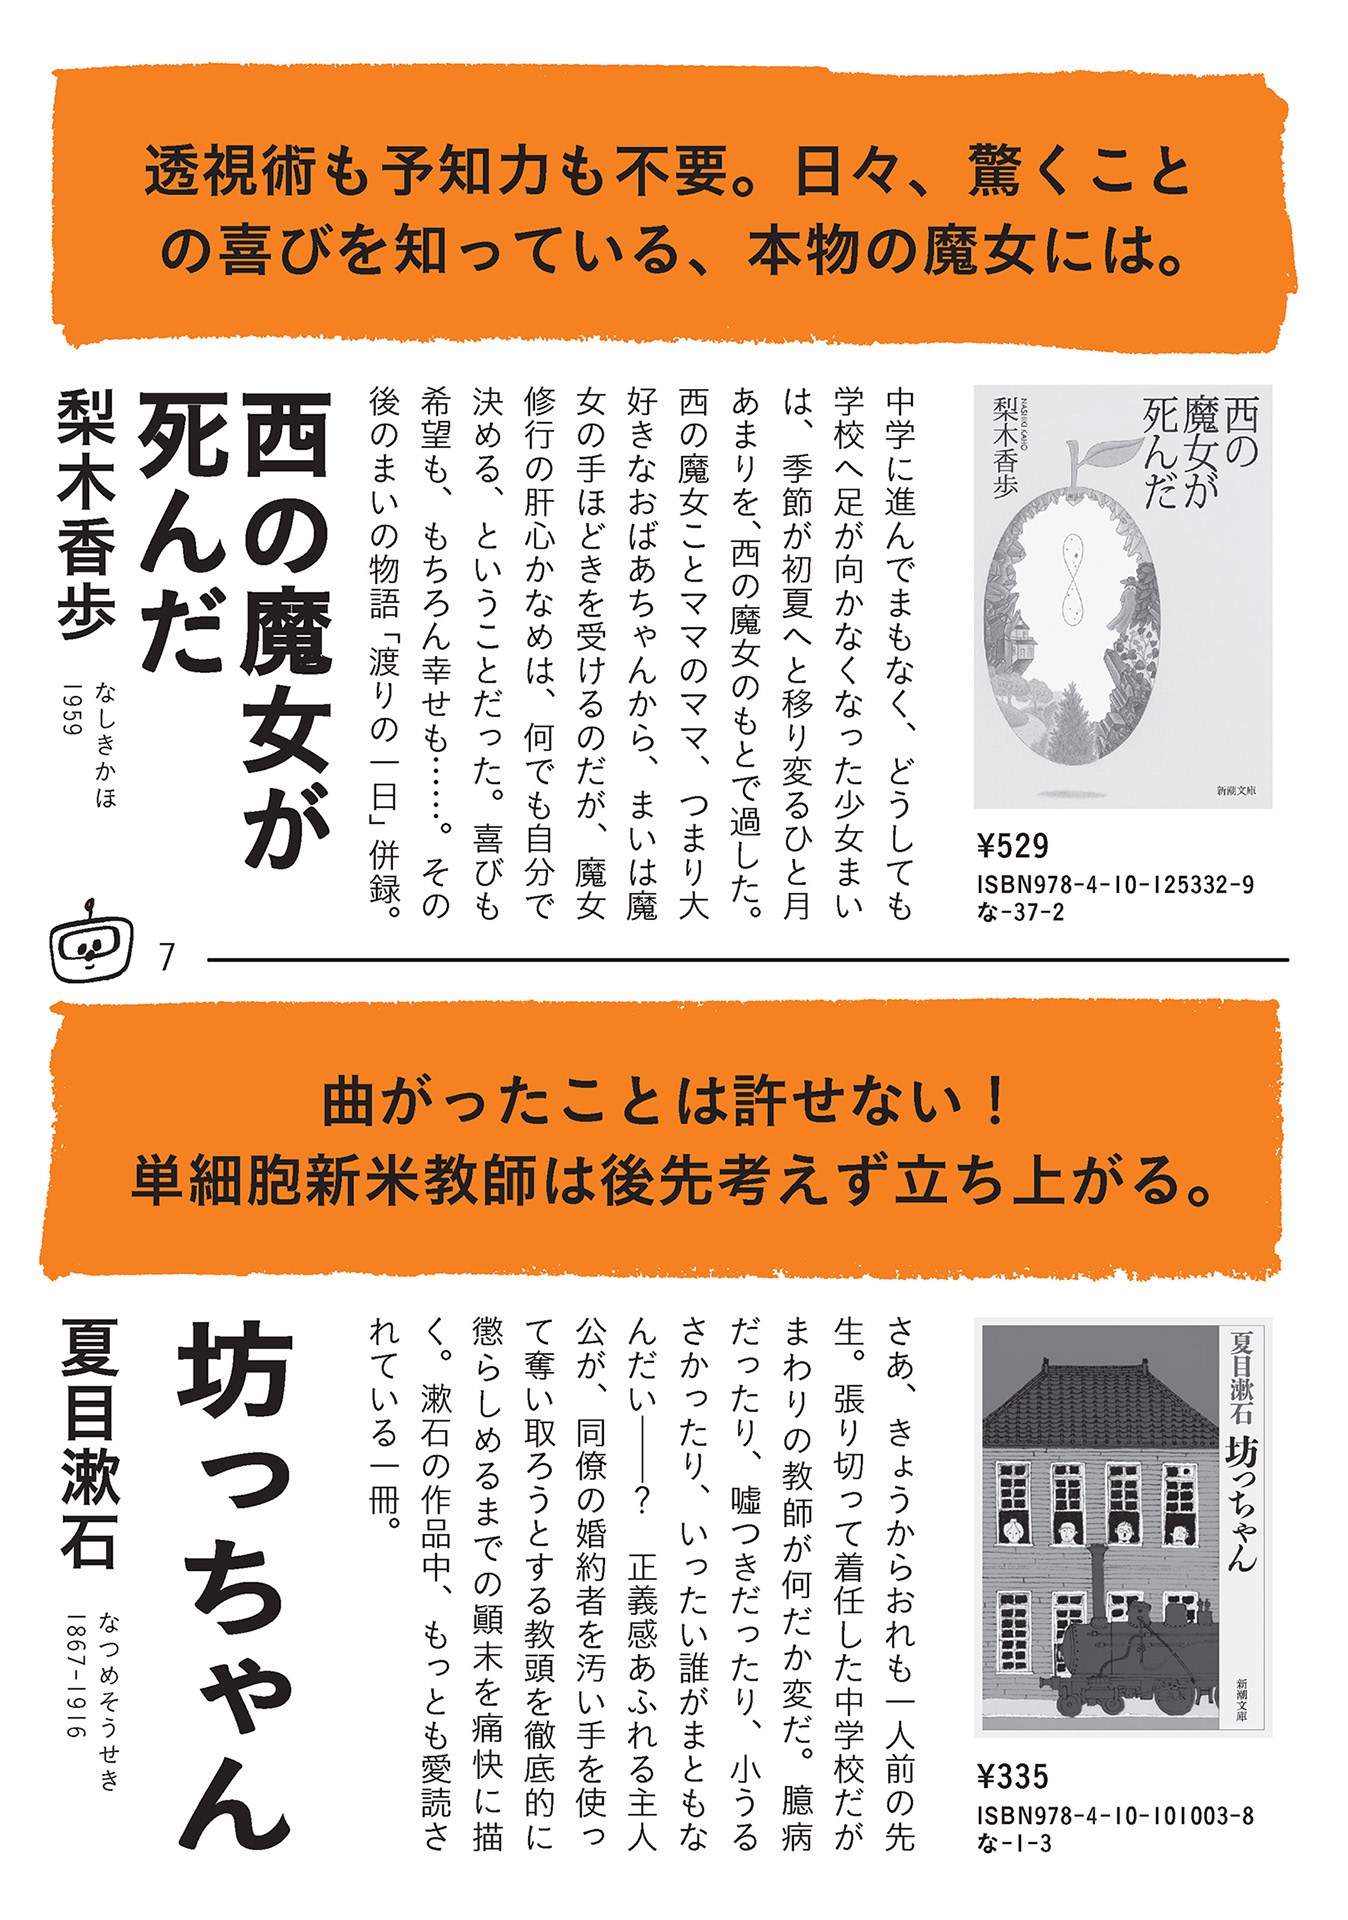 透視術も予知力も不要。日々、驚くこと
の喜びを知っている、本物の魔女には。
西の
魔女が
死んだ
梨木香歩
NASHIKI KAHO
新潮文庫
¥529
ISBN978-4-10-125332-9
な-37-2
中学に進んでまもなく、どうしても
学校へ足が向かなくなった少女まい
は、季節が初夏へと移り変るひと月
あまりを、西の魔女のもとで過した。
西の魔女ことママのママ、つまり大
好きなおばあちゃんから、まいは魔
女の手ほどきを受けるのだが、魔女
修行の肝心かなめは、何でも自分で
決める、ということだった。喜びも
希望も、もちろん幸せも……。その
後のまいの物語「渡りの一日」併録。
西の魔女が
死んだ
梨木香歩
なしきかほ
1959
7
曲がったことは許せない！
単細胞新米教師は後先考えず立ち上がる。
夏目漱石 坊っちゃん
新潮文庫
¥335
ISBN978-4-10-101003-8
な-1-3
さあ、きょうからおれも一人前の先
生。張り切って着任した中学校だが
まわりの教師が何だか変だ。臆病
だったり、嘘つきだったり、小うる
さかったり、いったい誰がまともな
んだい――？　正義感あふれる主人
公が、同僚の婚約者を汚い手を使っ
て奪い取ろうとする教頭を徹底的に
懲らしめるまでの顚末を痛快に描
く。漱石の作品中、もっとも愛読さ
れている一冊。
坊っちゃん
夏目漱石
なつめそうせき
1867-1916